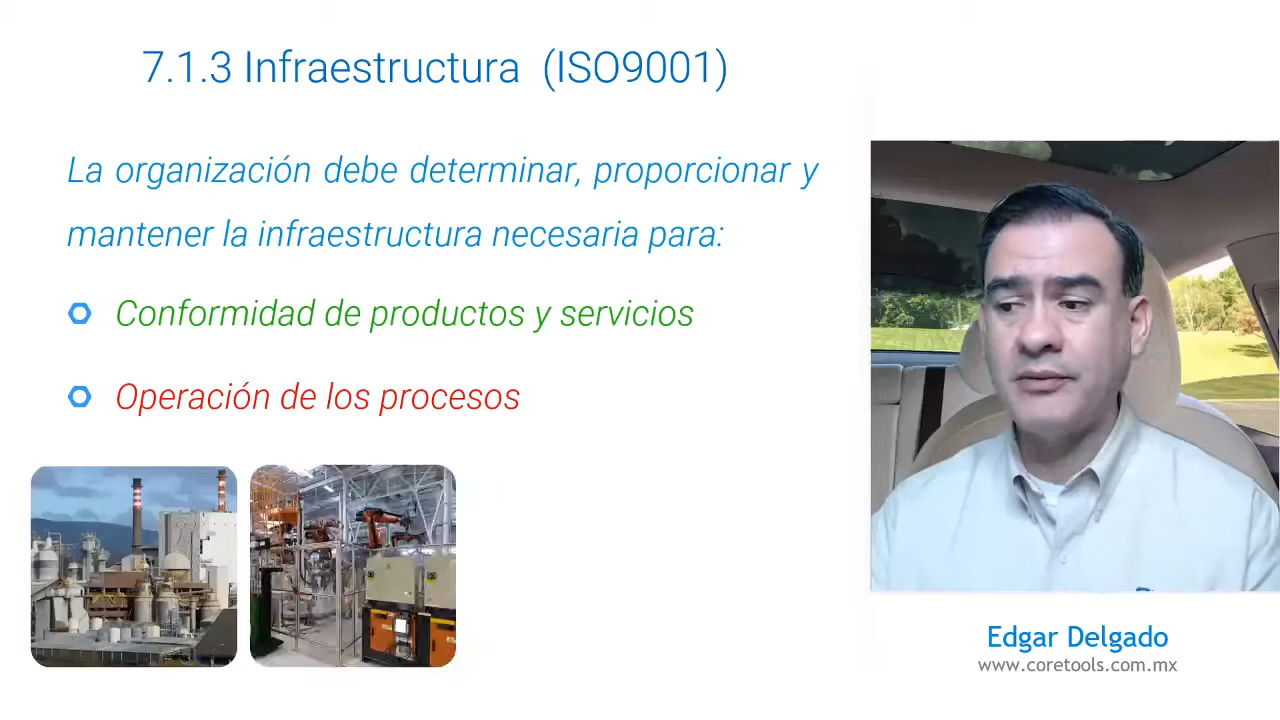 7.1.3 Infraestructura (ISO9001)
La organización debe determinar, proporcionar y
mantener la infraestructura necesaria para:
Conformidad de productos y servicios
Operación de los procesos
Edgar Delgado
www.coretools.com.mx